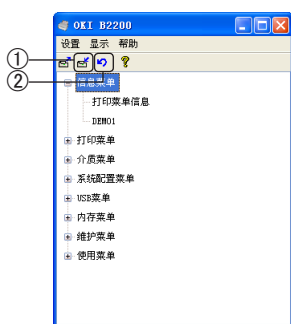 OKI B2200
设置 显示 帮助
①
②
信息菜单
打印菜单信息
DEMO1
打印菜单
介质菜单
系统配置菜单
USB菜单
内存菜单
维护菜单
使用菜单